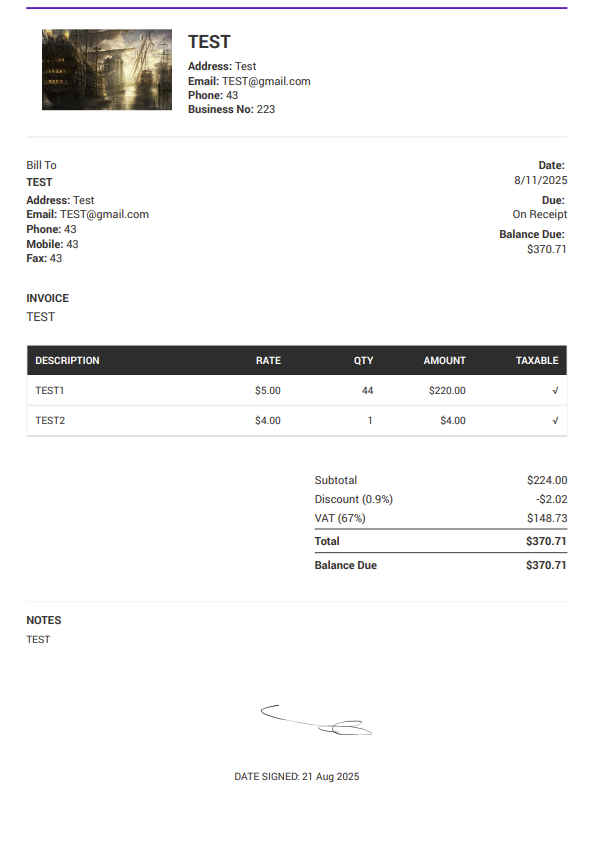 TEST
Address: Test
Email: TEST@gmail.com
Phone: 43
Business No: 223
Bill To
TEST
Address: Test
Email: TEST@gmail.com
Phone: 43
Mobile: 43
Fax: 43
Date:
8/11/2025
Due:
On Receipt
Balance Due:
$370.71
INVOICE
TEST
DESCRIPTION RATE QTY AMOUNT TAXABLE
TEST1 $5.00 44 $220.00 √
TEST2 $4.00 1 $4.00 √
Subtotal $224.00
Discount (0.9%) -$2.02
VAT (67%) $148.73
Total $370.71
Balance Due $370.71
NOTES
TEST
DATE SIGNED: 21 Aug 2025